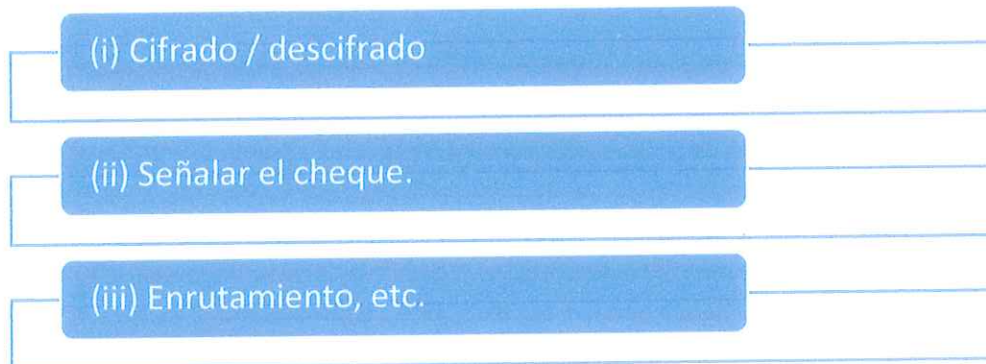 (i) Cifrado / descifrado
(ii) Señalar el cheque.
(iii) Enrutamiento, etc.